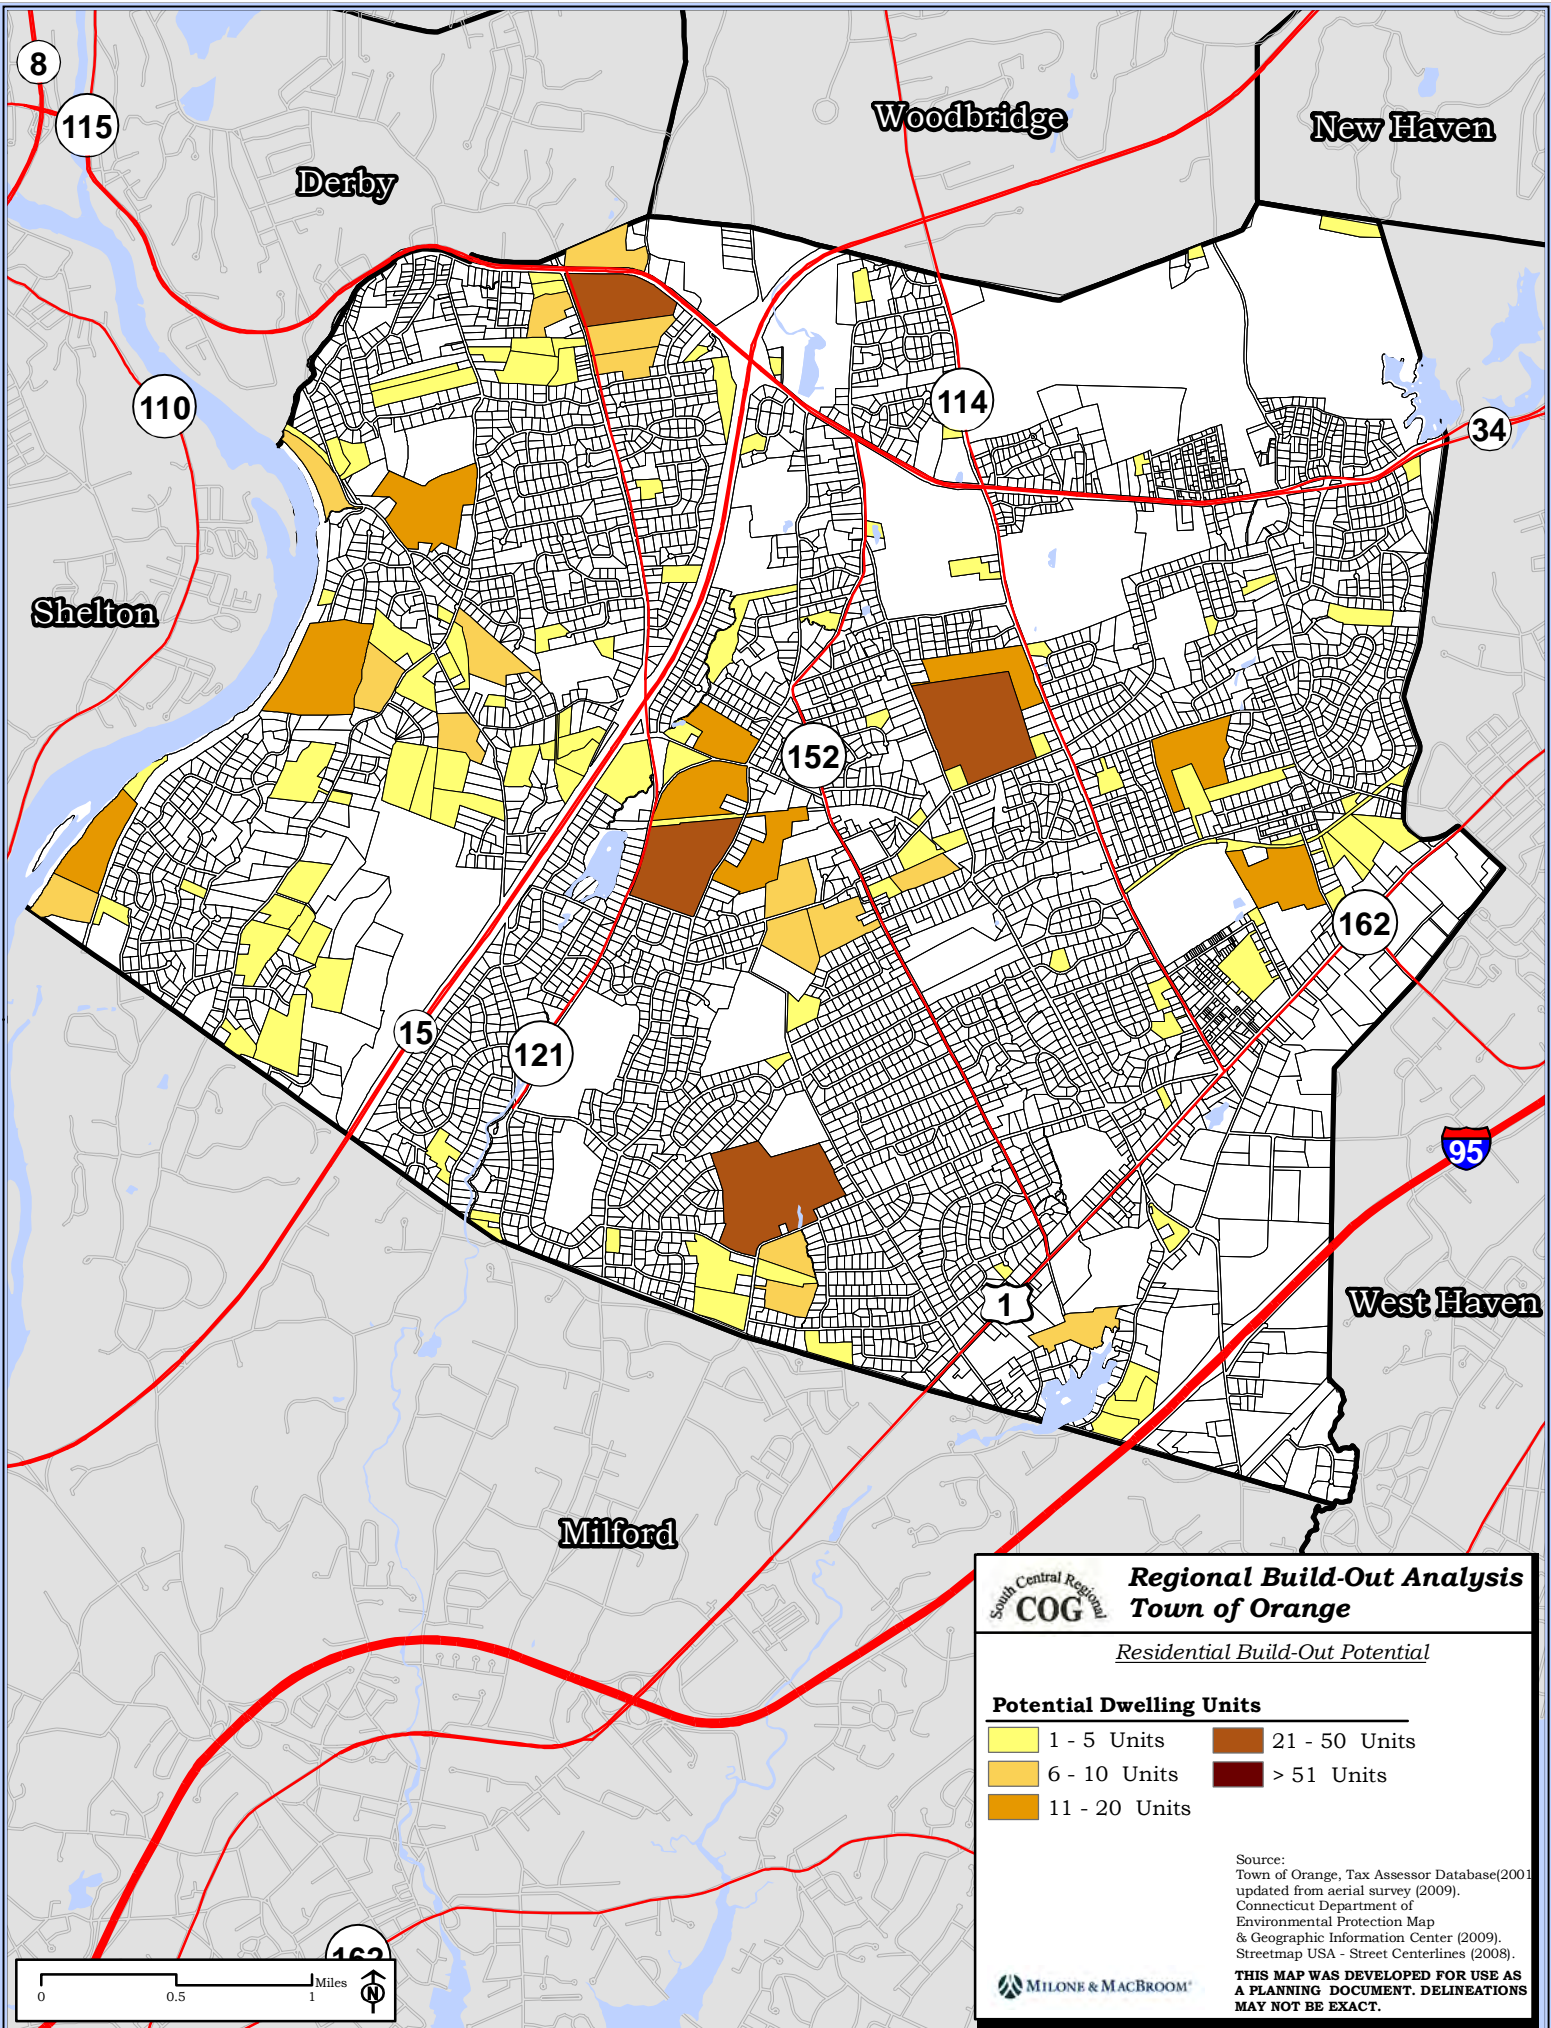 8
115
Derby
Woodbridge
New Haven
110
114
34
Shelton
152
162
15
121
95
1
West Haven
Milford
South Central Regional
COG
Regional Build-Out Analysis
Town of Orange
Residential Build-Out Potential
Potential Dwelling Units
1 - 5 Units
6 - 10 Units
11 - 20 Units
21 - 50 Units
> 51 Units
Source:
Town of Orange, Tax Assessor Database(2001
updated from aerial survey (2009).
Connecticut Department of
Environmental Protection Map
& Geographic Information Center (2009).
Streetmap USA - Street Centerlines (2008).
MILONE & MACBROOM®
THIS MAP WAS DEVELOPED FOR USE AS
A PLANNING DOCUMENT. DELINEATIONS
MAY NOT BE EXACT.
162
Miles
0 0.5 1
N